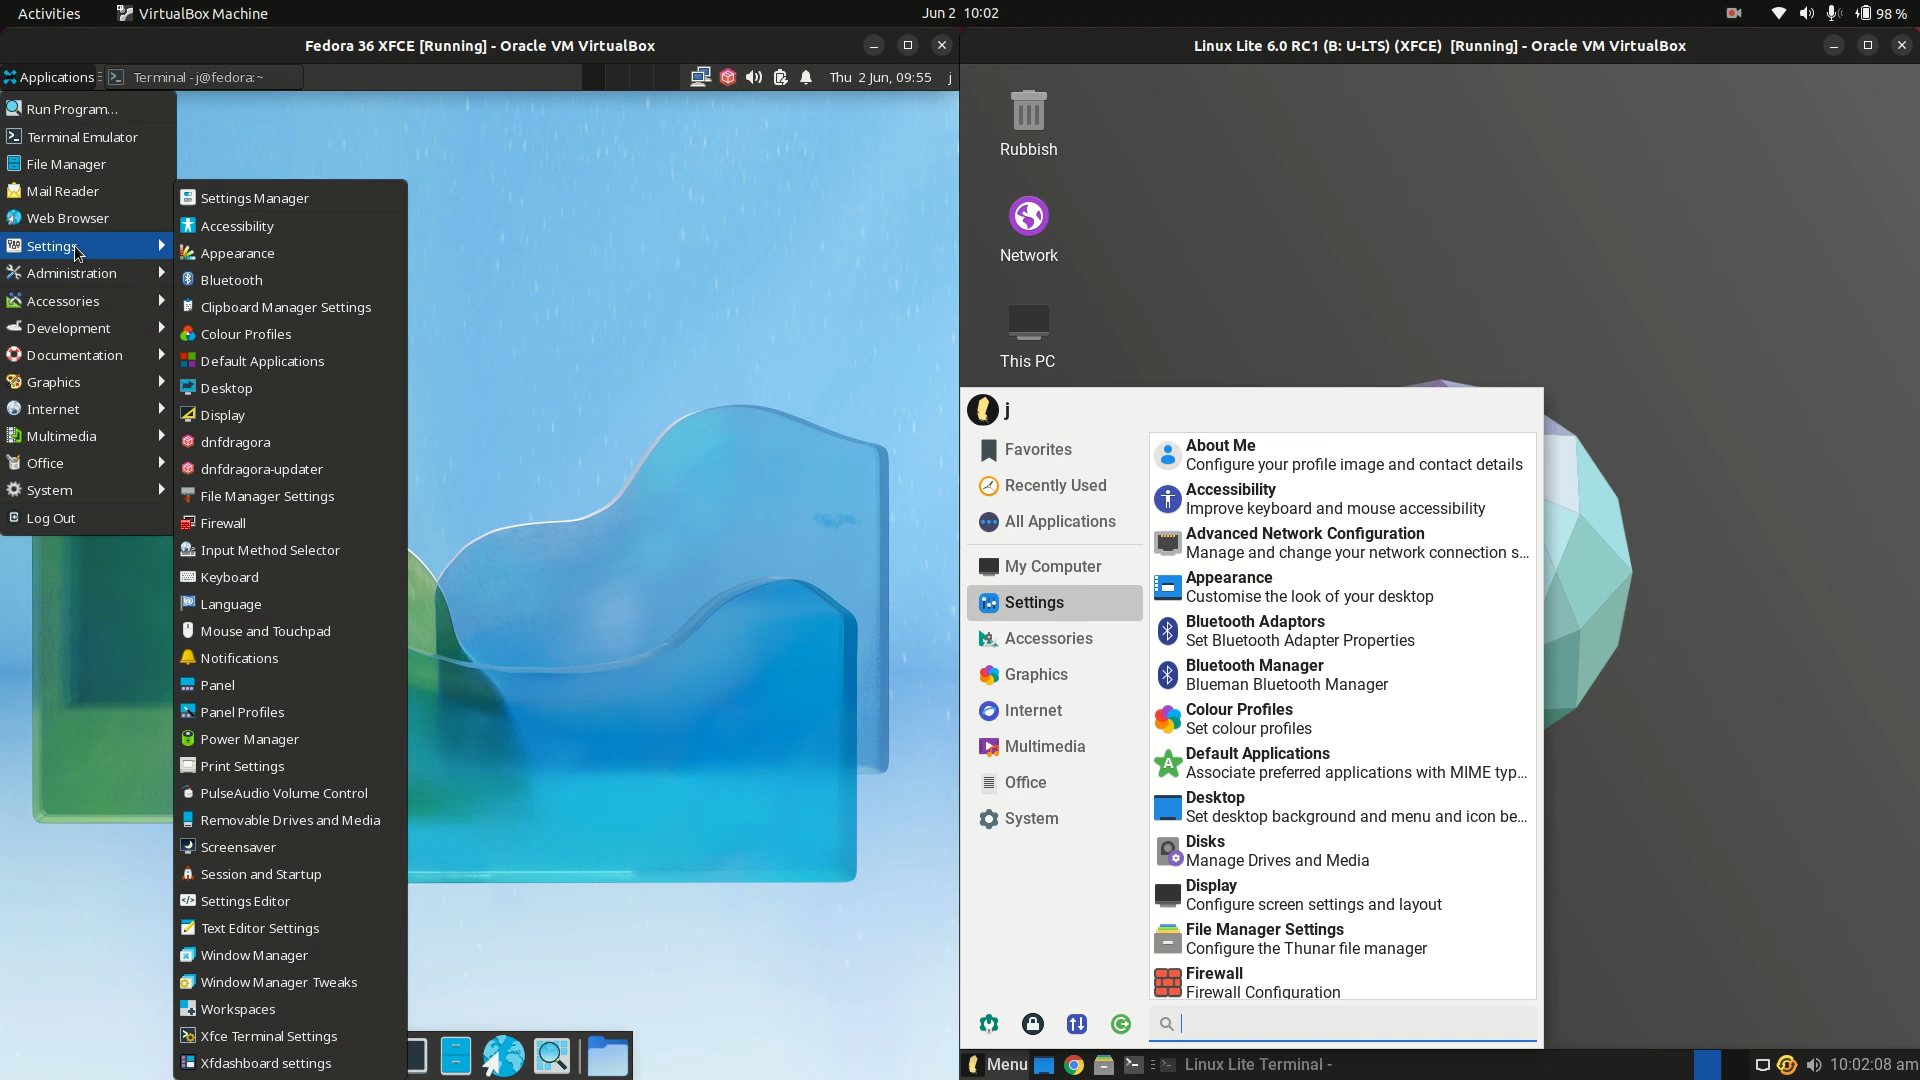 Activities
VirtualBox Machine
Jun 2 10:02
98 %
Fedora 36 XFCE [Running] - Oracle VM VirtualBox
Linux Lite 6.0 RC1 (B: U-LTS) (XFCE) [Running] - Oracle VM VirtualBox
Applications
Terminal - j@fedora:~
Thu 2 Jun, 09:55
j
Run Program...
Terminal Emulator
File Manager
Mail Reader
Web Browser
Settings
Administration
Accessories
Development
Documentation
Graphics
Internet
Multimedia
Office
System
Log Out
Settings Manager
Accessibility
Appearance
Bluetooth
Clipboard Manager Settings
Colour Profiles
Default Applications
Desktop
Display
dnfdragora
dnfdragora-updater
File Manager Settings
Firewall
Input Method Selector
Keyboard
Language
Mouse and Touchpad
Notifications
Panel
Panel Profiles
Power Manager
Print Settings
PulseAudio Volume Control
Removable Drives and Media
Screensaver
Session and Startup
Settings Editor
Text Editor Settings
Window Manager
Window Manager Tweaks
Workspaces
Xfce Terminal Settings
Xfdashboard settings
Rubbish
Network
This PC
j
Favorites
Recently Used
All Applications
My Computer
Settings
Accessories
Graphics
Internet
Multimedia
Office
System
About Me
Configure your profile image and contact details
Accessibility
Improve keyboard and mouse accessibility
Advanced Network Configuration
Manage and change your network connection s...
Appearance
Customise the look of your desktop
Bluetooth Adaptors
Set Bluetooth Adapter Properties
Bluetooth Manager
Blueman Bluetooth Manager
Colour Profiles
Set colour profiles
Default Applications
Associate preferred applications with MIME typ...
Desktop
Set desktop background and menu and icon be...
Disks
Manage Drives and Media
Display
Configure screen settings and layout
File Manager Settings
Configure the Thunar file manager
Firewall
Firewall Configuration
Menu
Linux Lite Terminal -
10:02:08 am